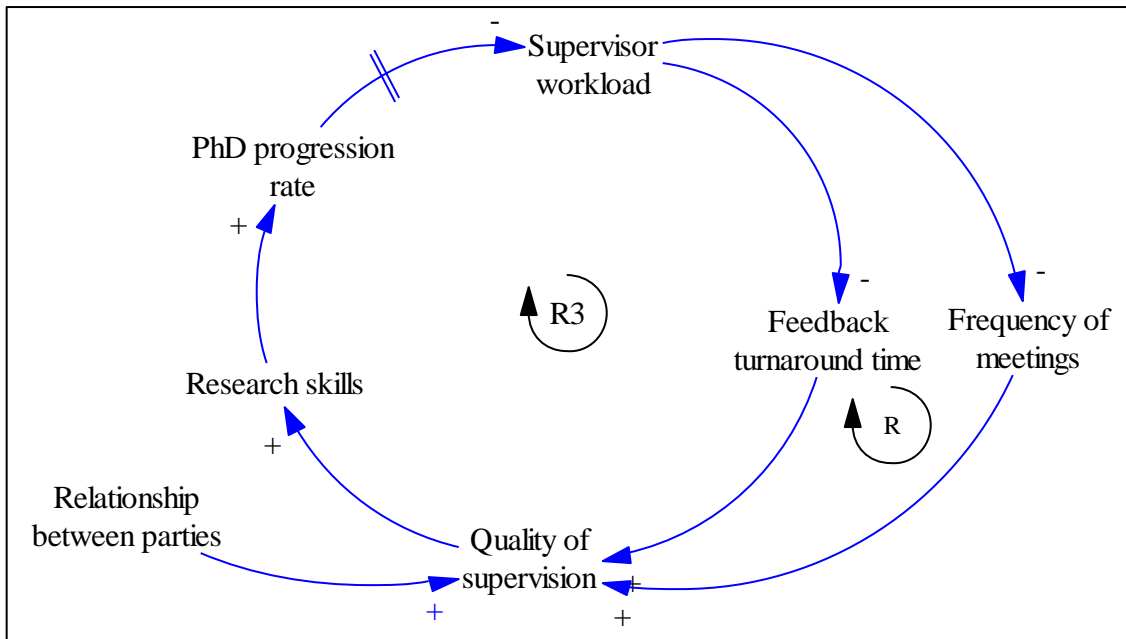 -
Supervisor
workload
PhD progression
rate
+
-
-
R3
Feedback
turnaround time
Frequency of
meetings
Research skills
R
+
Relationship
between parties
Quality of
supervision
+
+
+